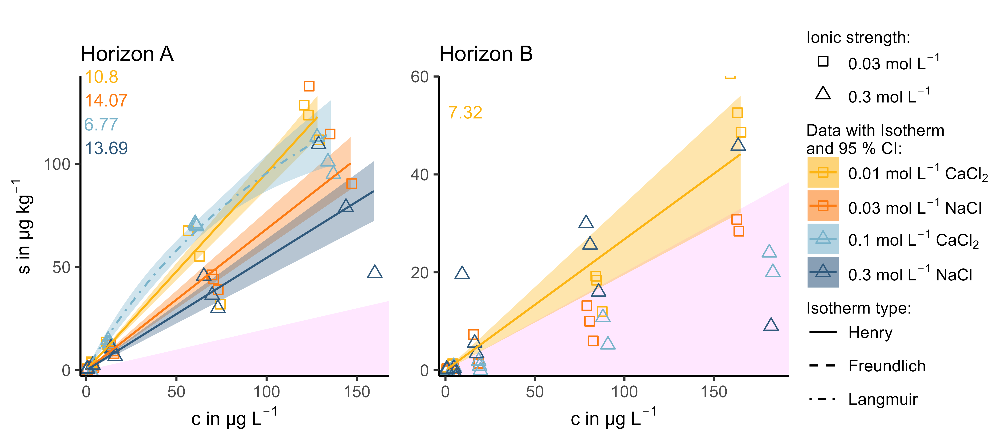 Horizon A
10.8
14.07
6.77
13.69
100
50
0
0 50 100 150
s in µg kg⁻¹
c in µg L⁻¹
Horizon B
7.32
60
40
20
0
0 50 100 150
c in µg L⁻¹
Ionic strength:
0.03 mol L⁻¹
0.3 mol L⁻¹
Data with Isotherm
and 95 % CI:
0.01 mol L⁻¹ CaCl₂
0.03 mol L⁻¹ NaCl
0.1 mol L⁻¹ CaCl₂
0.3 mol L⁻¹ NaCl
Isotherm type:
Henry
Freundlich
Langmuir